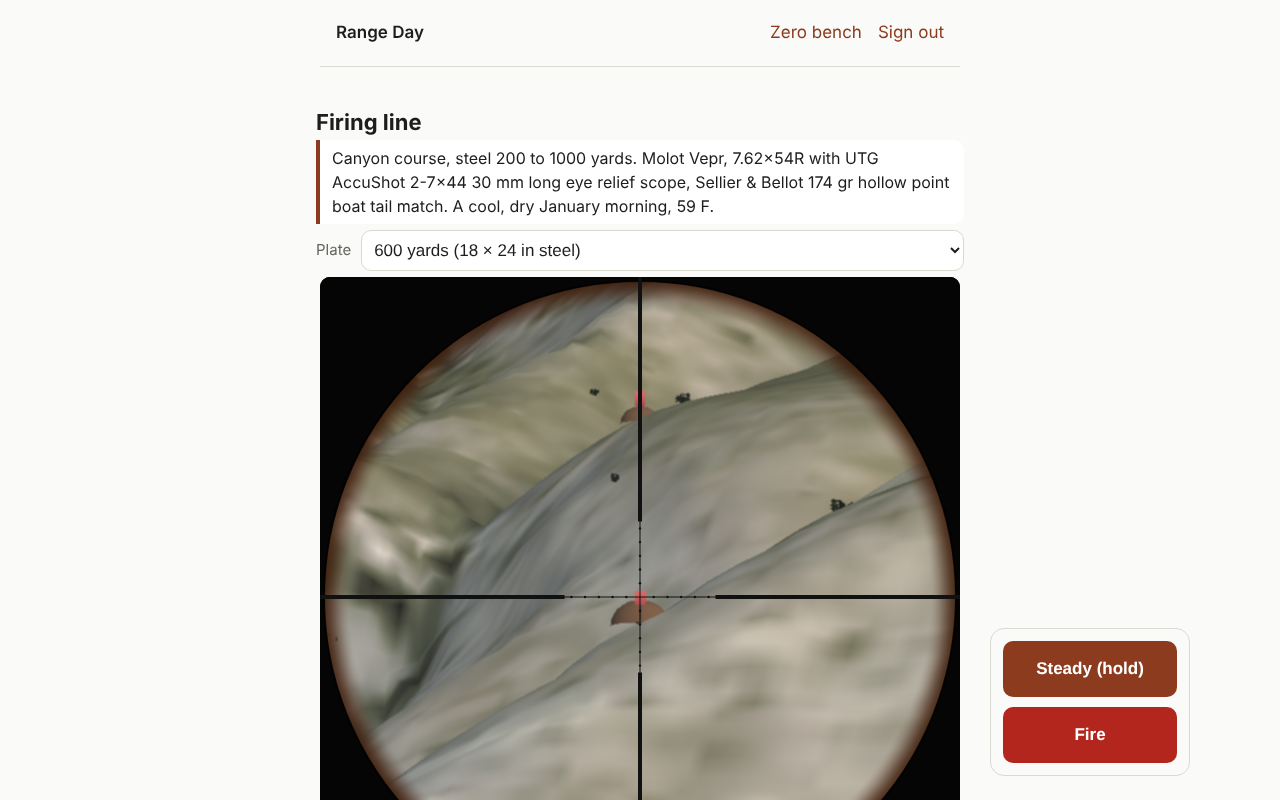 Range Day
Zero bench Sign out
Firing line
Canyon course, steel 200 to 1000 yards. Molot Vepr, 7.62×54R with UTG
AccuShot 2-7×44 30 mm long eye relief scope, Sellier & Bellot 174 gr hollow point
boat tail match. A cool, dry January morning, 59 F.
Plate
600 yards (18 × 24 in steel)
Steady (hold)
Fire